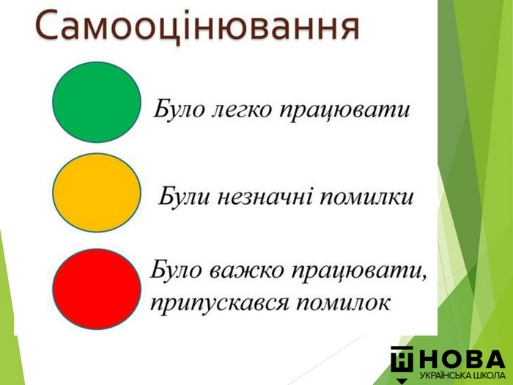 Самооцінювання
Було легко працювати
Були незначні помилки
Було важко працювати,
припускався помилок
НОВА
УКРАЇНСЬКА ШКОЛА